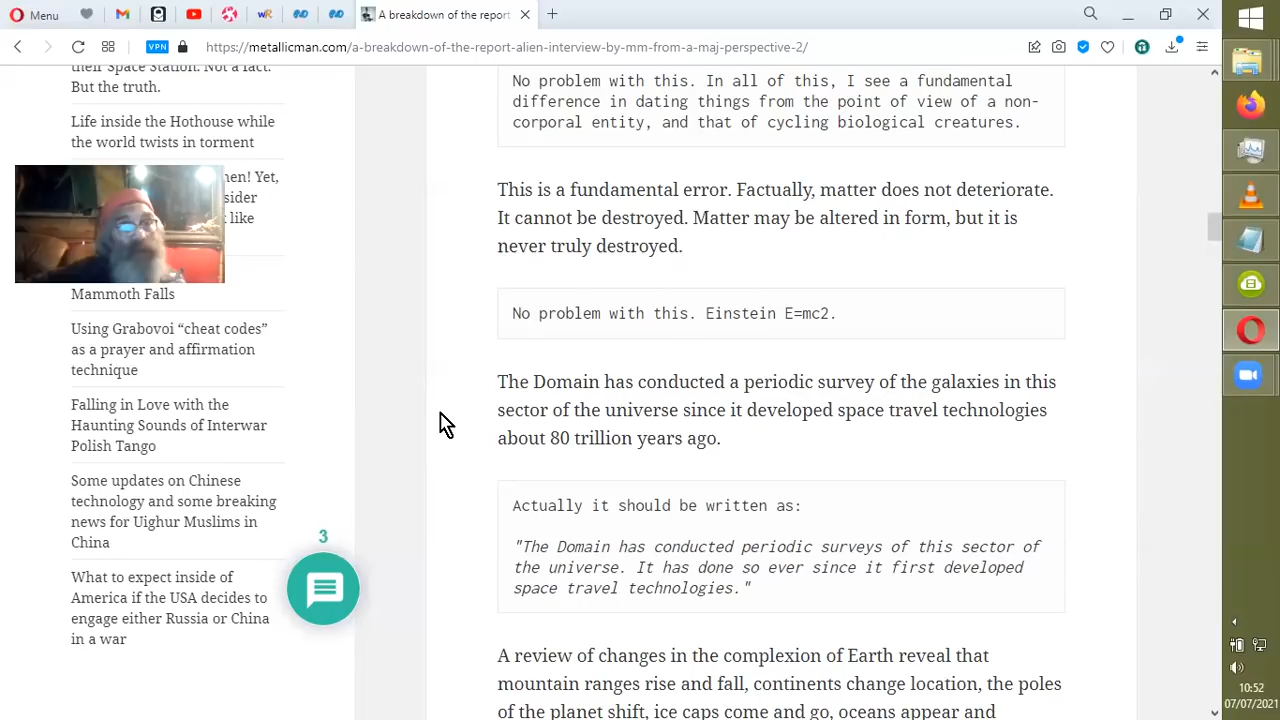 Menu
A breakdown of the report
VPN
https://metallicman.com/a-breakdown-of-the-report-alien-interview-by-mm-from-a-maj-perspective-2/
their Space Station. Not a fact.
But the truth.
Life inside the Hothouse while
the world twists in torment
hen! Yet,
sider
like
Mammoth Falls
Using Grabovoi “cheat codes”
as a prayer and affirmation
technique
Falling in Love with the
Haunting Sounds of Interwar
Polish Tango
Some updates on Chinese
technology and some breaking
news for Uighur Muslims in
China
What to expect inside of
America if the USA decides to
engage either Russia or China
in a war
3
No problem with this. In all of this, I see a fundamental
difference in dating things from the point of view of a non-
corporal entity, and that of cycling biological creatures.
This is a fundamental error. Factually, matter does not deteriorate.
It cannot be destroyed. Matter may be altered in form, but it is
never truly destroyed.
No problem with this. Einstein E=mc2.
The Domain has conducted a periodic survey of the galaxies in this
sector of the universe since it developed space travel technologies
about 80 trillion years ago.
Actually it should be written as:
"The Domain has conducted periodic surveys of this sector of
the universe. It has done so ever since it first developed
space travel technologies."
A review of changes in the complexion of Earth reveal that
mountain ranges rise and fall, continents change location, the poles
of the planet shift, ice caps come and go, oceans appear and
10:52
07/07/2021